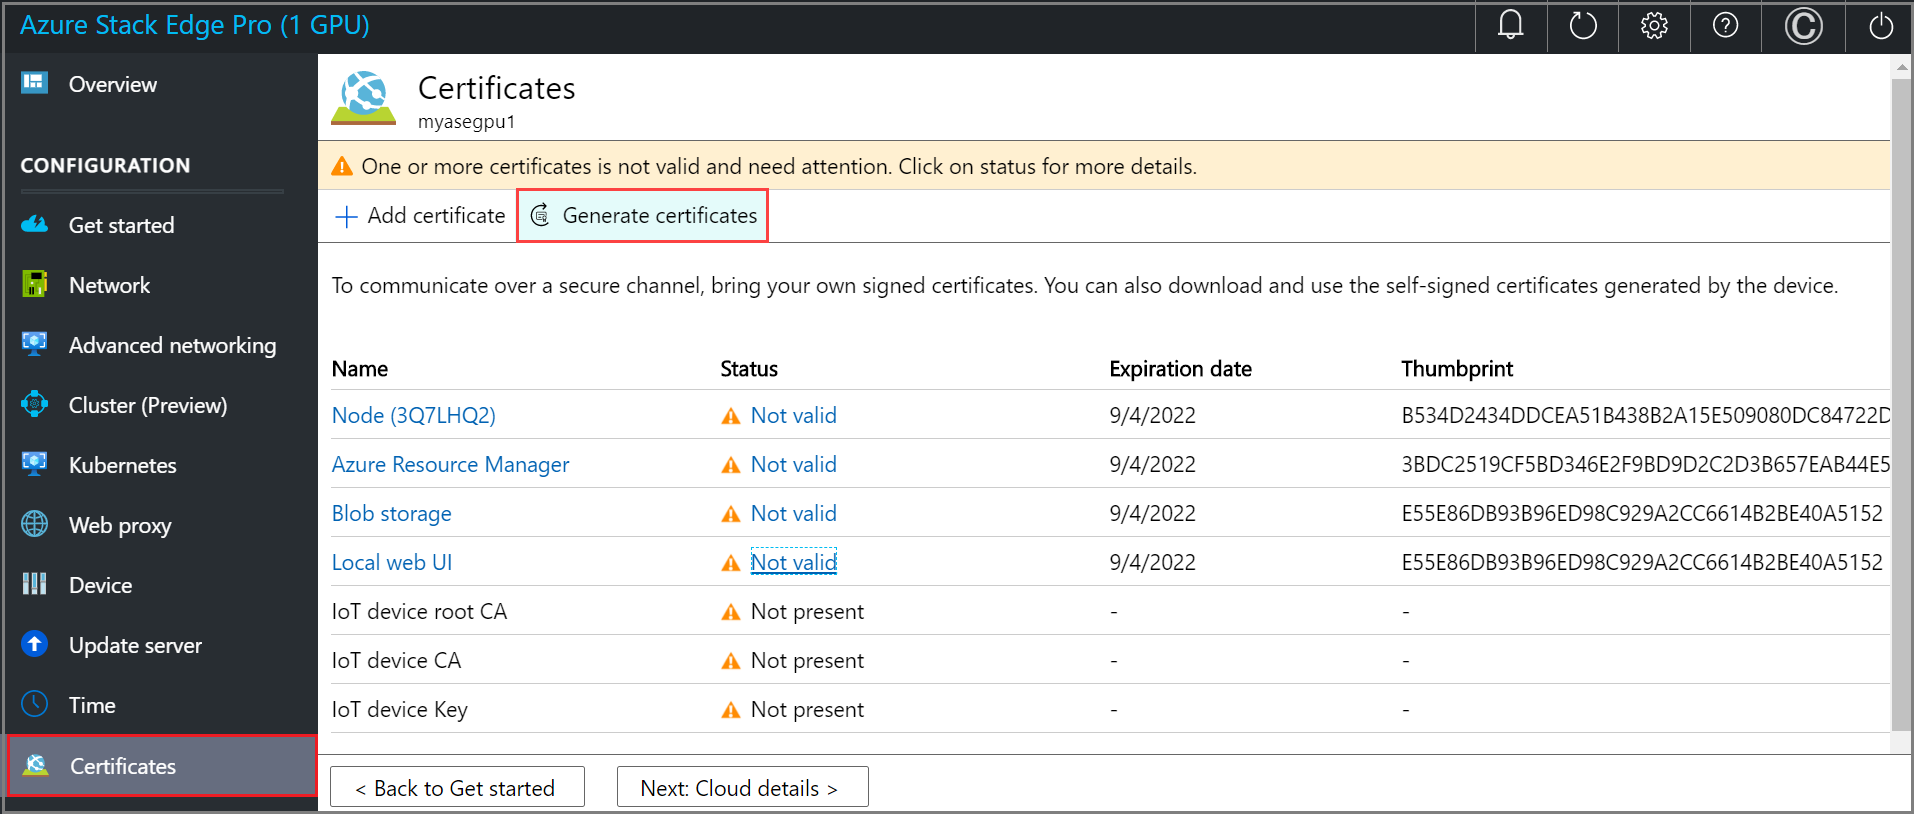 Azure Stack Edge Pro (1 GPU)
Overview
CONFIGURATION
Get started
Network
Advanced networking
Cluster (Preview)
Kubernetes
Web proxy
Device
Update server
Time
Certificates
Certificates
myasegpu1
One or more certificates is not valid and need attention. Click on status for more details.
Add certificate Generate certificates
To communicate over a secure channel, bring your own signed certificates. You can also download and use the self-signed certificates generated by the device.
Name Status Expiration date Thumbprint
Node (3Q7LHQ2) Not valid 9/4/2022 B534D2434DDCEA51B438B2A15E509080DC84722D
Azure Resource Manager Not valid 9/4/2022 3BDC2519CF5BD346E2F9BD9D2C2D3B657EAB44E5
Blob storage Not valid 9/4/2022 E55E86DB93B96ED98C929A2CC6614B2BE40A5152
Local web UI Not valid 9/4/2022 E55E86DB93B96ED98C929A2CC6614B2BE40A5152
IoT device root CA Not present - -
IoT device CA Not present - -
IoT device Key Not present - -
< Back to Get started Next: Cloud details >